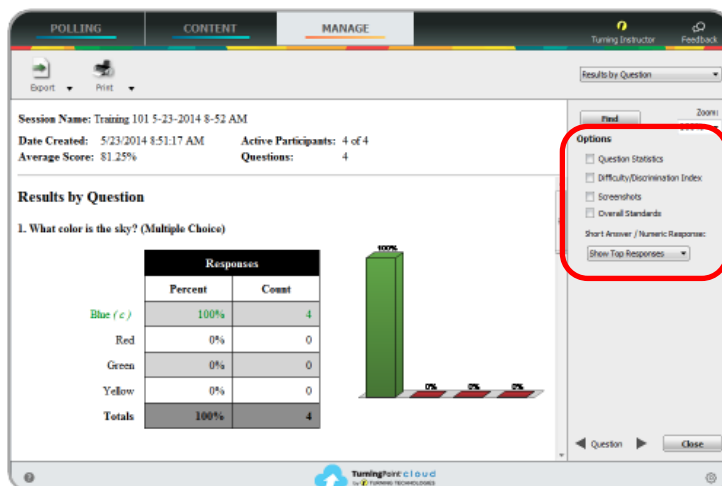 POLLING CONTENT MANAGE
Turning Instructor Feedback
Export Print
Results by Question
Session Name: Training 101 5-23-2014 8-52 AM
Date Created: 5/23/2014 8:51:17 AM Active Participants: 4 of 4
Average Score: 81.25% Questions: 4
Find Zoom:
Options
Question Statistics
Difficulty/Discrimination Index
Screenshots
Overall Standards
Short Answer / Numeric Response:
Show Top Responses
Results by Question
1. What color is the sky? (Multiple Choice)
Responses
Percent Count
Blue (c) 100% 4
Red 0% 0
Green 0% 0
Yellow 0% 0
Totals 100% 4
100%
0% 0% 0%
Question Close
TurningPoint cloud
by TURNING TECHNOLOGIES